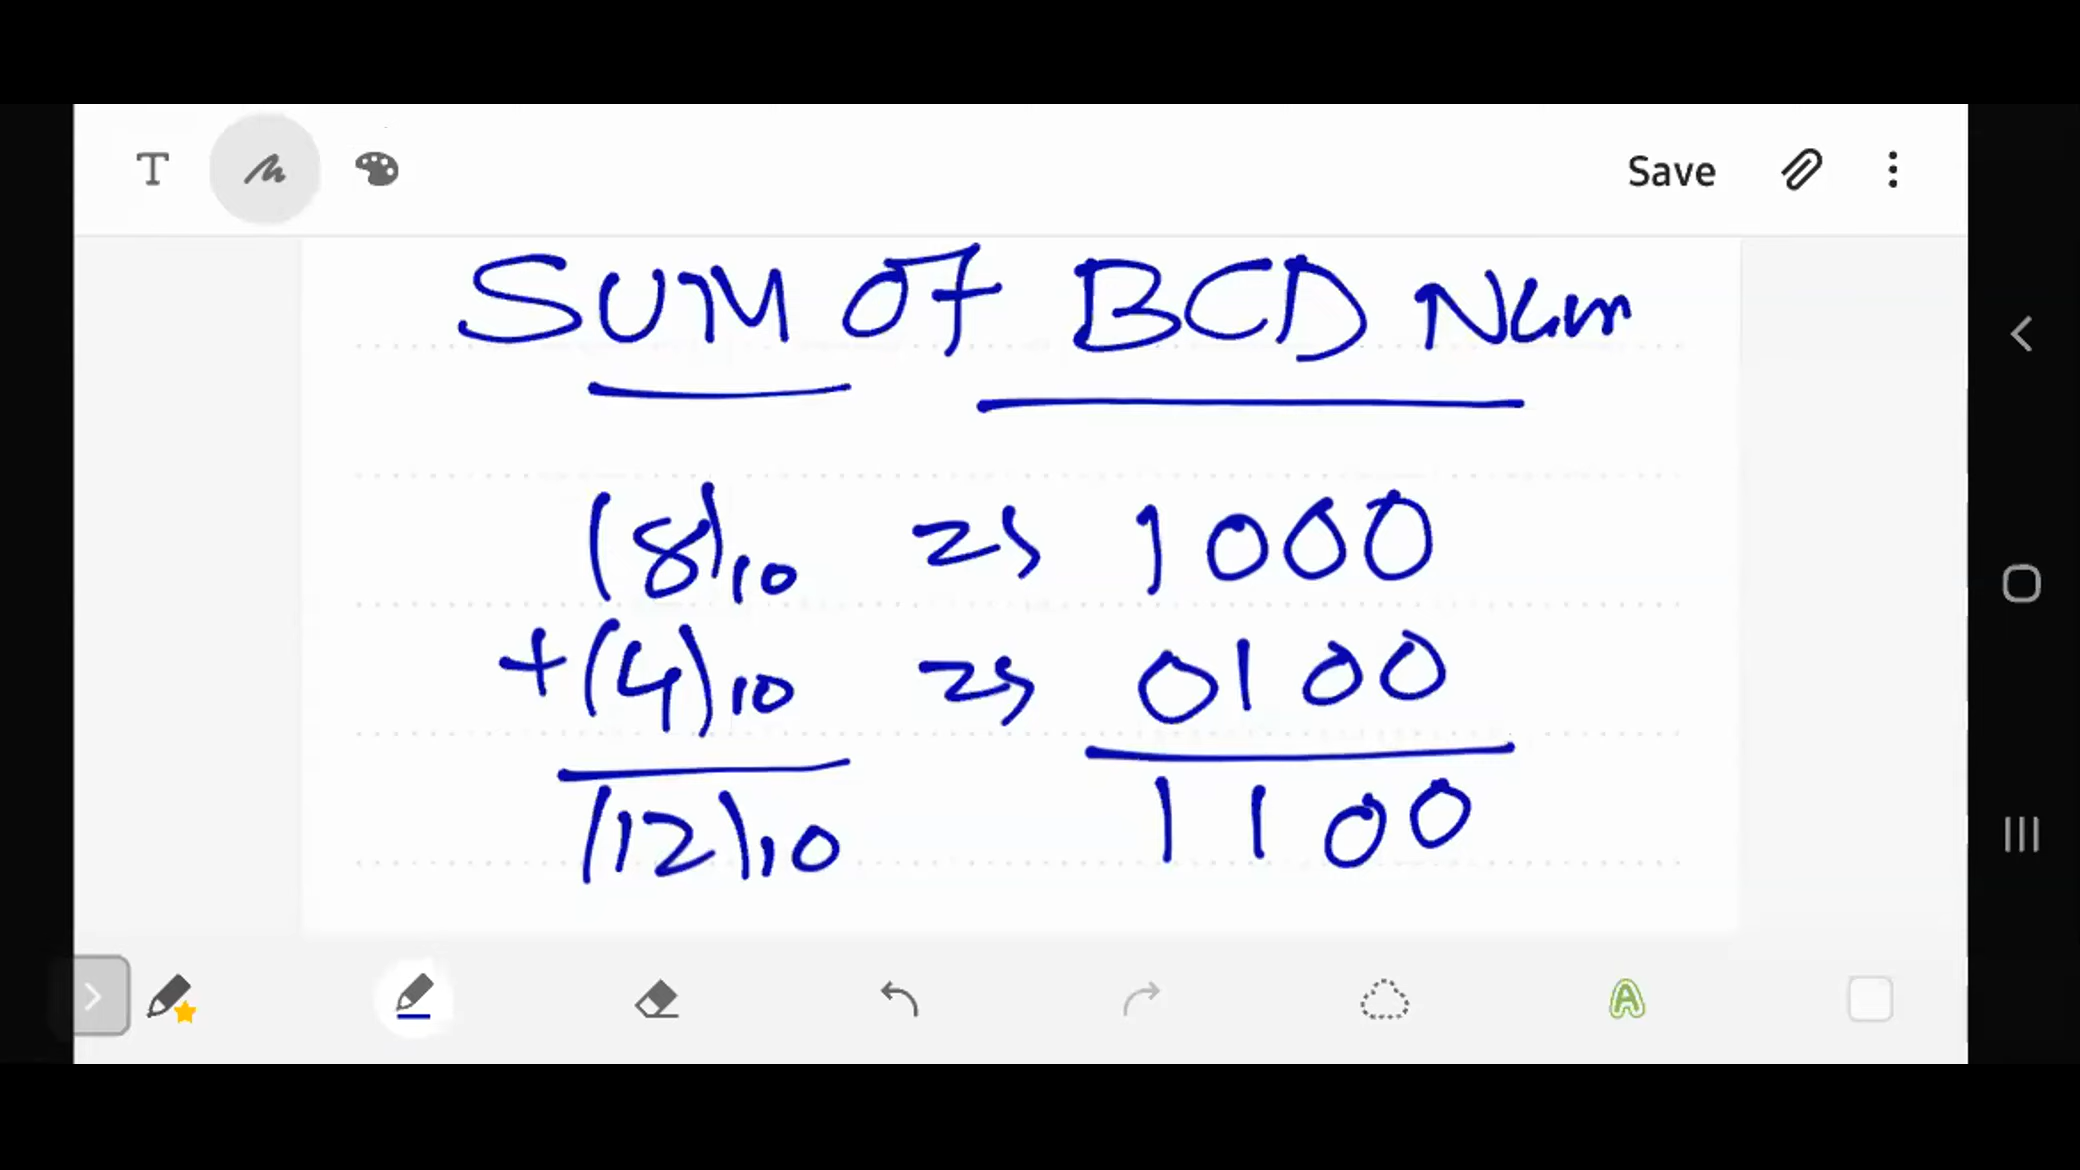 T Save
SUM Of BCD Num
(8)10 => 1000
+(4)10 => 0100
(12)10 1100
A